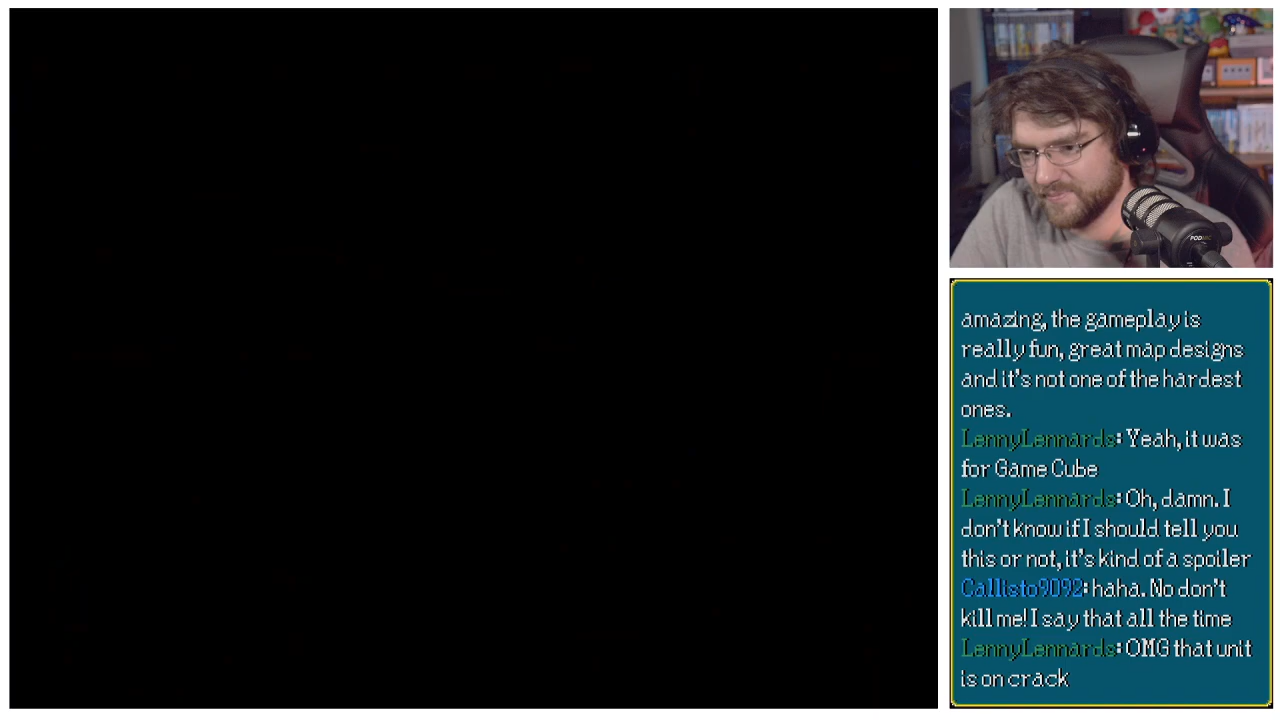 amazing, the gameplay is
really fun, great map designs
and it's not one of the hardest
ones.
LennyLennards: Yeah, it was
for Game Cube
LennyLennards: Oh, damn. I
don't know if I should tell you
this or not, it's kind of a spoiler
Callisto9092: haha. No don't
kill me! I say that all the time
LennyLennards: OMG that unit
is on crack